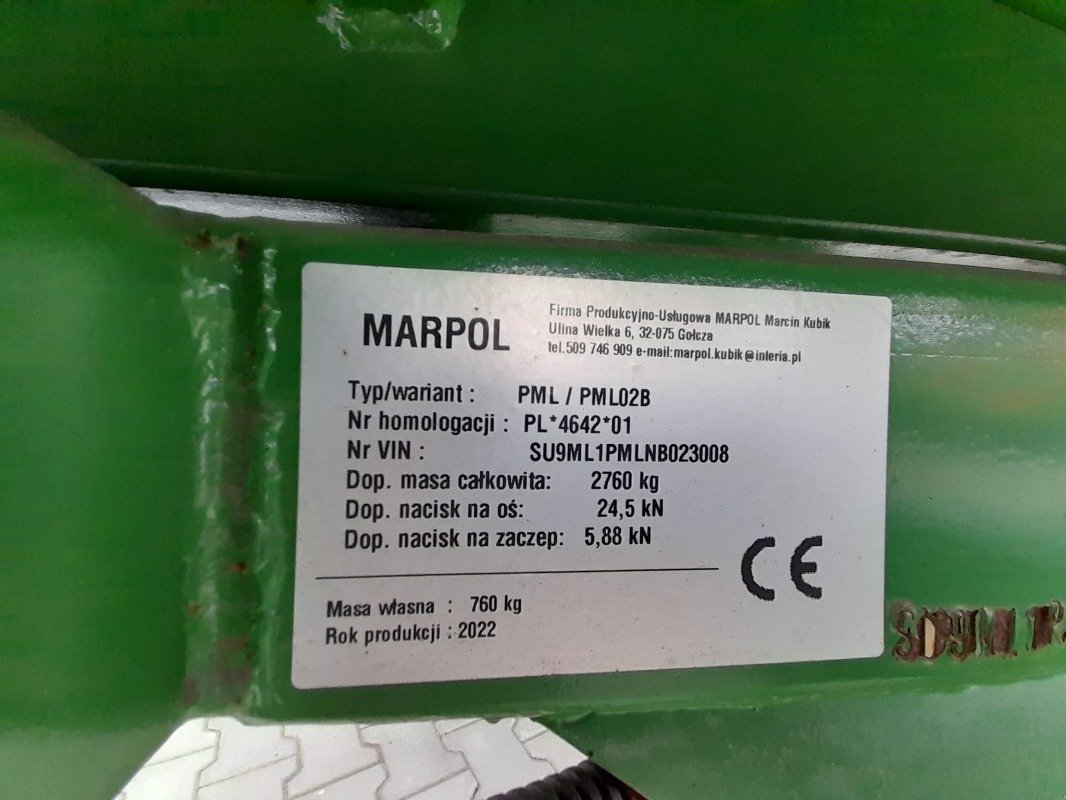 MARPOL
Firma Produkcyjno-Usługowa MARPOL Marcin Kubik
Ulina Wielka 6, 32-075 Gołcza
tel.509 746 909 e-mail:marpol.kubik@interia.pl
Typ/wariant : PML / PML02B
Nr homologacji : PL*4642*01
Nr VIN : SU9ML1PMLNB023008
Dop. masa całkowita: 2760 kg
Dop. nacisk na oś: 24,5 kN
Dop. nacisk na zaczep: 5,88 kN
CE
Masa własna : 760 kg
Rok produkcji : 2022